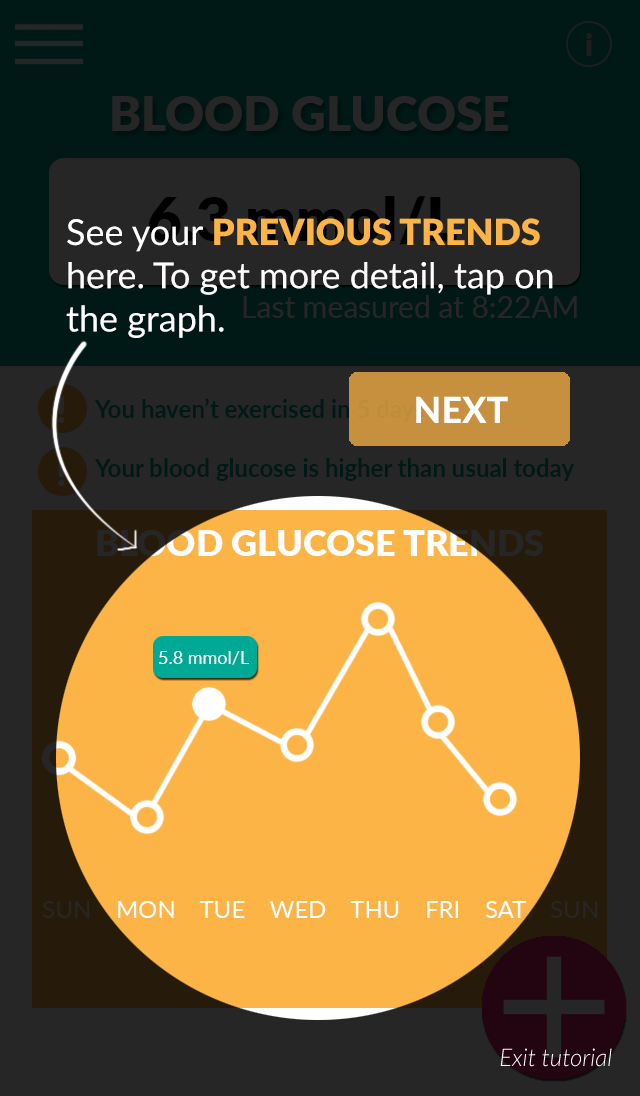 BLOOD GLUCOSE
6.3 mmol/L
See your PREVIOUS TRENDS
here. To get more detail, tap on
the graph.
Last measured at 8:22AM
You haven't exercised in 5 day
NEXT
Your blood glucose is higher than usual today
BLOOD GLUCOSE TRENDS
5.8 mmol/L
SUN MON TUE WED THU FRI SAT SUN
Exit tutorial